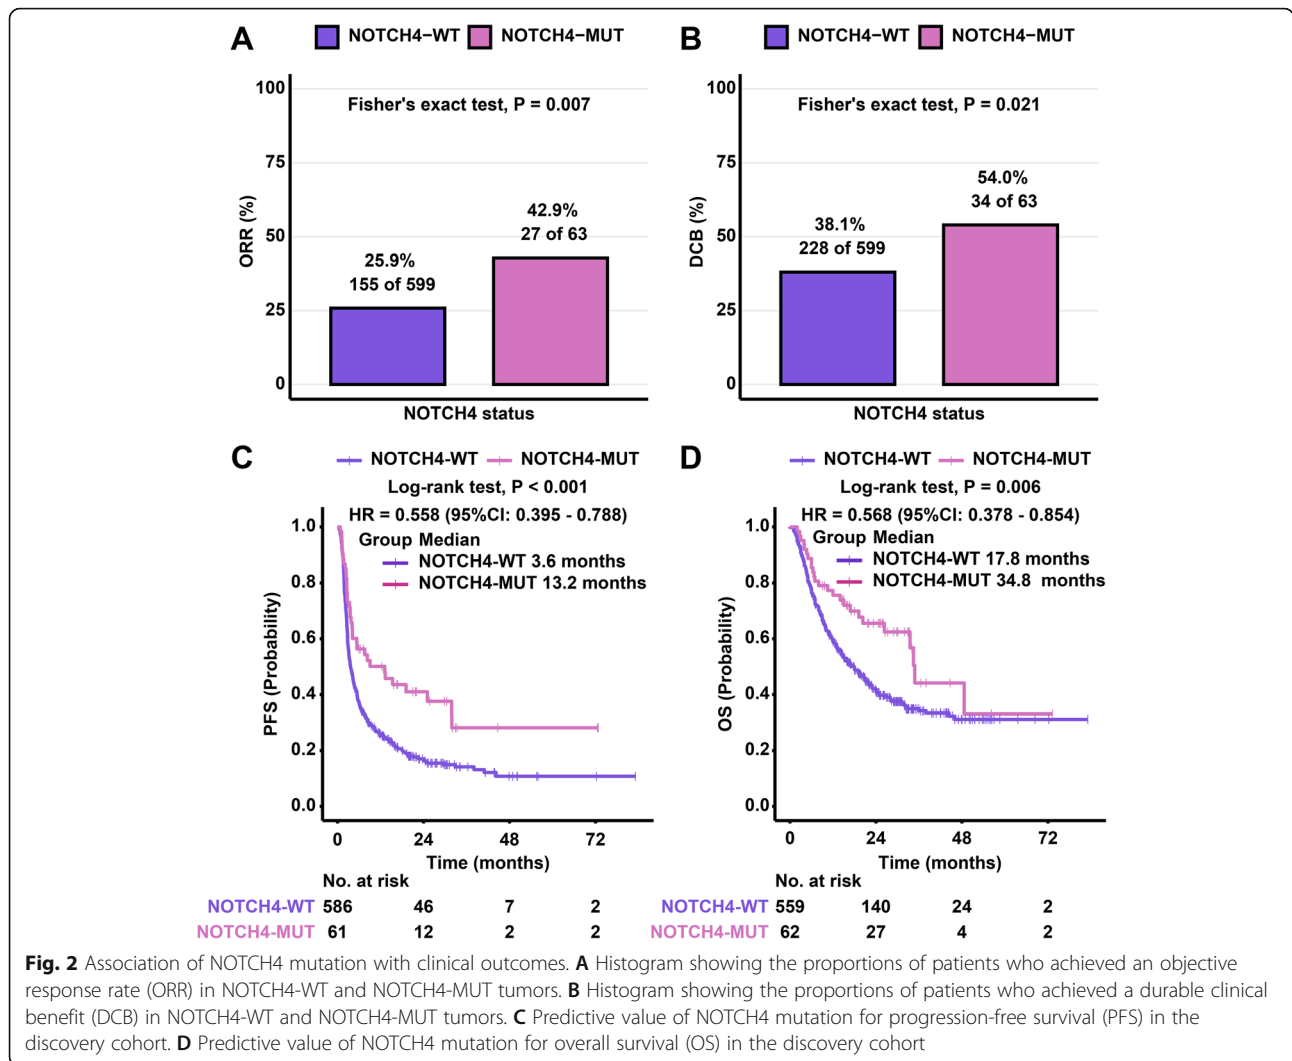 A
NOTCH4−WT NOTCH4−MUT
Fisher's exact test, P = 0.007
100
75
50
25
0
ORR (%)
25.9%
155 of 599
42.9%
27 of 63
NOTCH4 status
B
NOTCH4−WT NOTCH4−MUT
Fisher's exact test, P = 0.021
100
75
50
25
0
DCB (%)
38.1%
228 of 599
54.0%
34 of 63
NOTCH4 status
C
NOTCH4-WT NOTCH4-MUT
Log-rank test, P < 0.001
HR = 0.558 (95%CI: 0.395 - 0.788)
Group Median
NOTCH4-WT 3.6 months
NOTCH4-MUT 13.2 months
1.0
0.8
0.6
0.4
0.2
0.0
PFS (Probability)
0 24 48 72
Time (months)
No. at risk
NOTCH4-WT 586 46 7 2
NOTCH4-MUT 61 12 2 2
D
NOTCH4-WT NOTCH4-MUT
Log-rank test, P = 0.006
HR = 0.568 (95%CI: 0.378 - 0.854)
Group Median
NOTCH4-WT 17.8 months
NOTCH4-MUT 34.8 months
1.0
0.8
0.6
0.4
0.2
0.0
OS (Probability)
0 24 48 72
Time (months)
No. at risk
NOTCH4-WT 559 140 24 2
NOTCH4-MUT 62 27 4 2
Fig. 2 Association of NOTCH4 mutation with clinical outcomes. A Histogram showing the proportions of patients who achieved an objective
response rate (ORR) in NOTCH4-WT and NOTCH4-MUT tumors. B Histogram showing the proportions of patients who achieved a durable clinical
benefit (DCB) in NOTCH4-WT and NOTCH4-MUT tumors. C Predictive value of NOTCH4 mutation for progression-free survival (PFS) in the
discovery cohort. D Predictive value of NOTCH4 mutation for overall survival (OS) in the discovery cohort